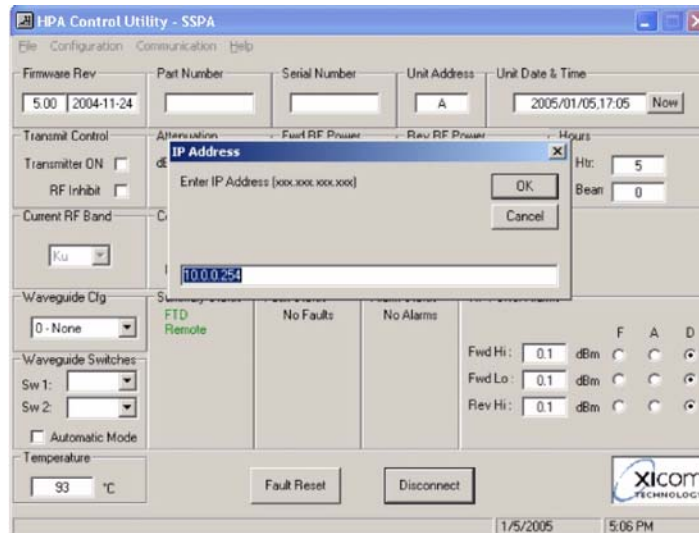 HPA Control Utility - SSPA
File Configuration Communication Help
Firmware Rev
5.00 2004-11-24
Part Number
Serial Number
Unit Address
A
Unit Date & Time
2005/01/05,17:05 Now
Transmit Control
Transmitter ON
RF Inhibit
Attenuation
Fwd RF Power
Rev RF Power
Hours
Htr: 5
Beam 0
IP Address
Enter IP Address (xxx.xxx.xxx.xxx)
OK
Cancel
10.0.0.254
Current RF Band
Ku
Waveguide Cfg
0 - None
FTD
Remote
No Faults
No Alarms
F A D
Fwd Hi: 0.1 dBm
Fwd Lo: 0.1 dBm
Rev Hi: 0.1 dBm
Waveguide Switches
Sw 1:
Sw 2:
Automatic Mode
Temperature
93 °C
Fault Reset
Disconnect
XICOM
TECHNOLOGY
1/5/2005 5:06 PM